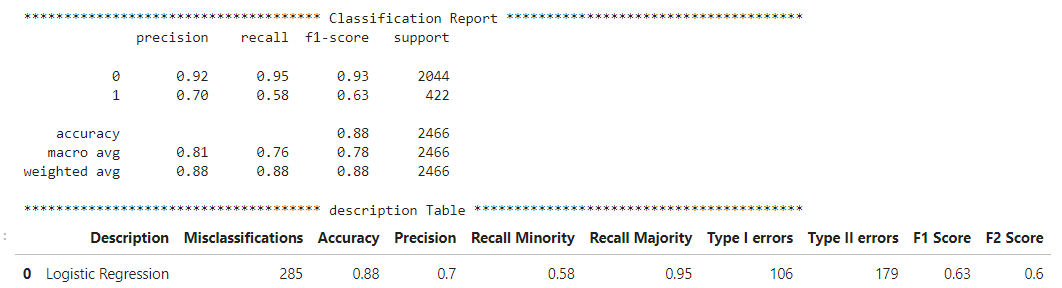 ************************************* Classification Report *************************************
precision recall f1-score support
0 0.92 0.95 0.93 2044
1 0.70 0.58 0.63 422
accuracy 0.88 2466
macro avg 0.81 0.76 0.78 2466
weighted avg 0.88 0.88 0.88 2466
************************************* description Table *****************************************
: Description Misclassifications Accuracy Precision Recall Minority Recall Majority Type I errors Type II errors F1 Score F2 Score
0 Logistic Regression 285 0.88 0.7 0.58 0.95 106 179 0.63 0.6